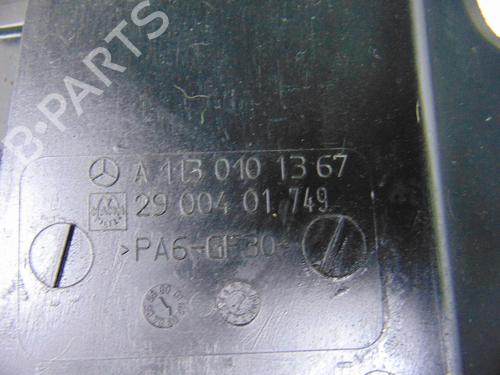 B-PARTS
A 113 010 13 67
29 004 01 749
>PA6-GF30<